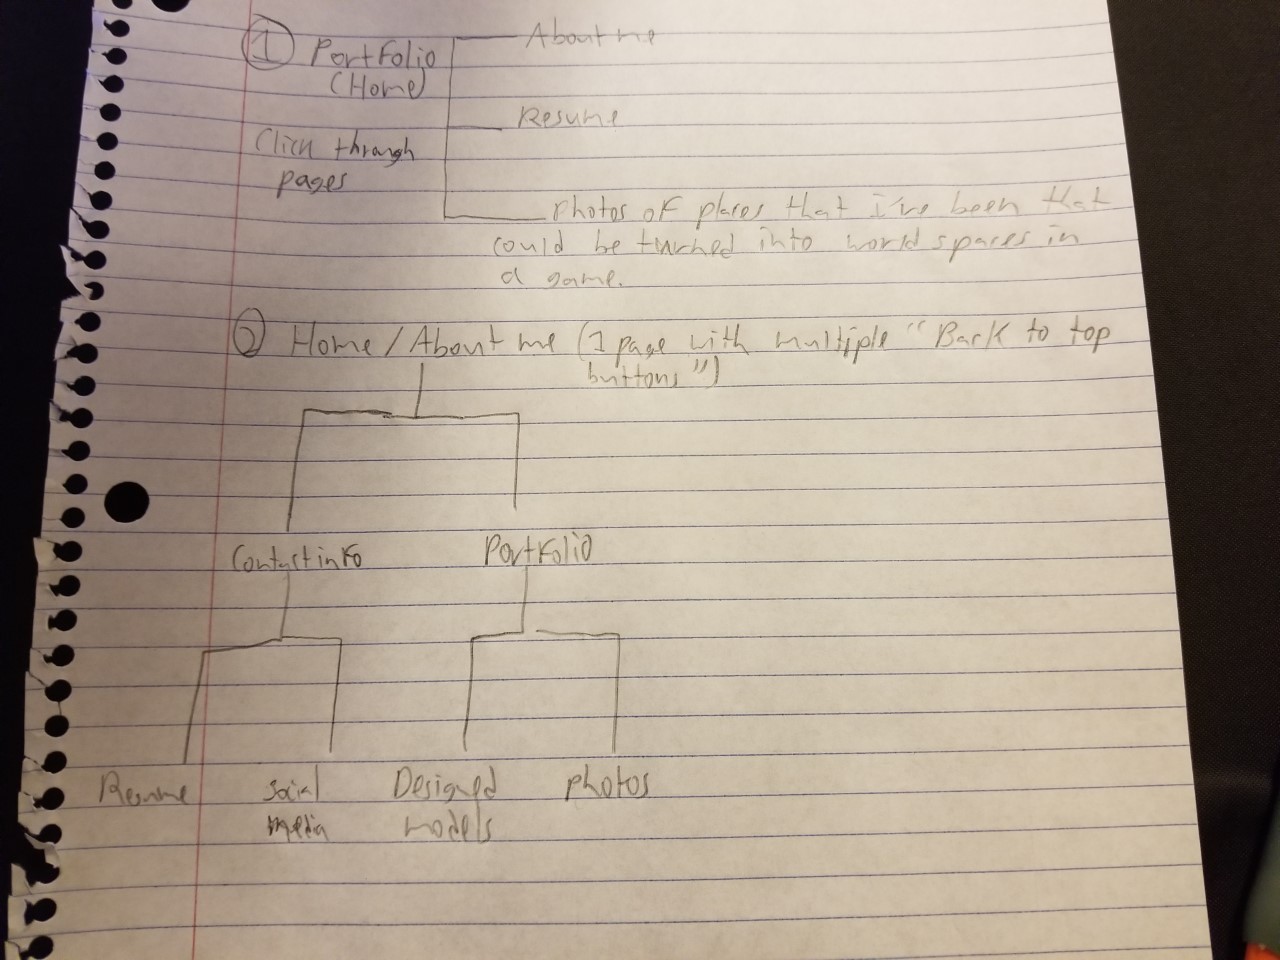 1 Portfolio
(Home)
About me
Resume
Click through
pages
photos of places that i've been that
could be turned into world spaces in
a game.
2 Home/About me (1 page with multiple "Back to top
buttons")
Contact info
Portfolio
Resume
Social
media
Designed
models
photos